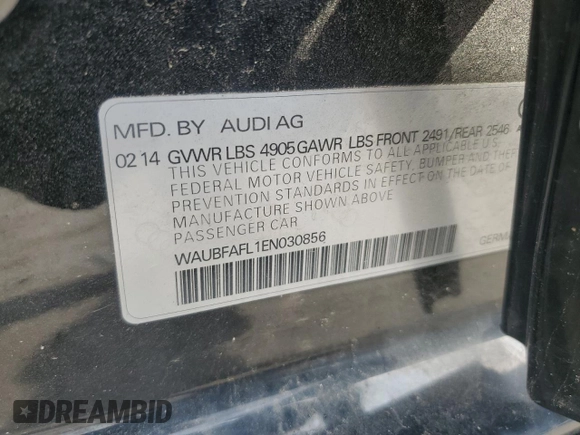 MFD. BY AUDI AG
02 14 GVWR LBS 4905 GAWR LBS FRONT 2491/REAR 2546
THIS VEHICLE CONFORMS TO ALL APPLICABLE U.S.
FEDERAL MOTOR VEHICLE SAFETY, BUMPER AND THEFT
PREVENTION STANDARDS IN EFFECT ON THE DATE OF
MANUFACTURE SHOWN ABOVE
PASSENGER CAR
WAUBFAFL1EN030856
GERMAN
DREAMBID